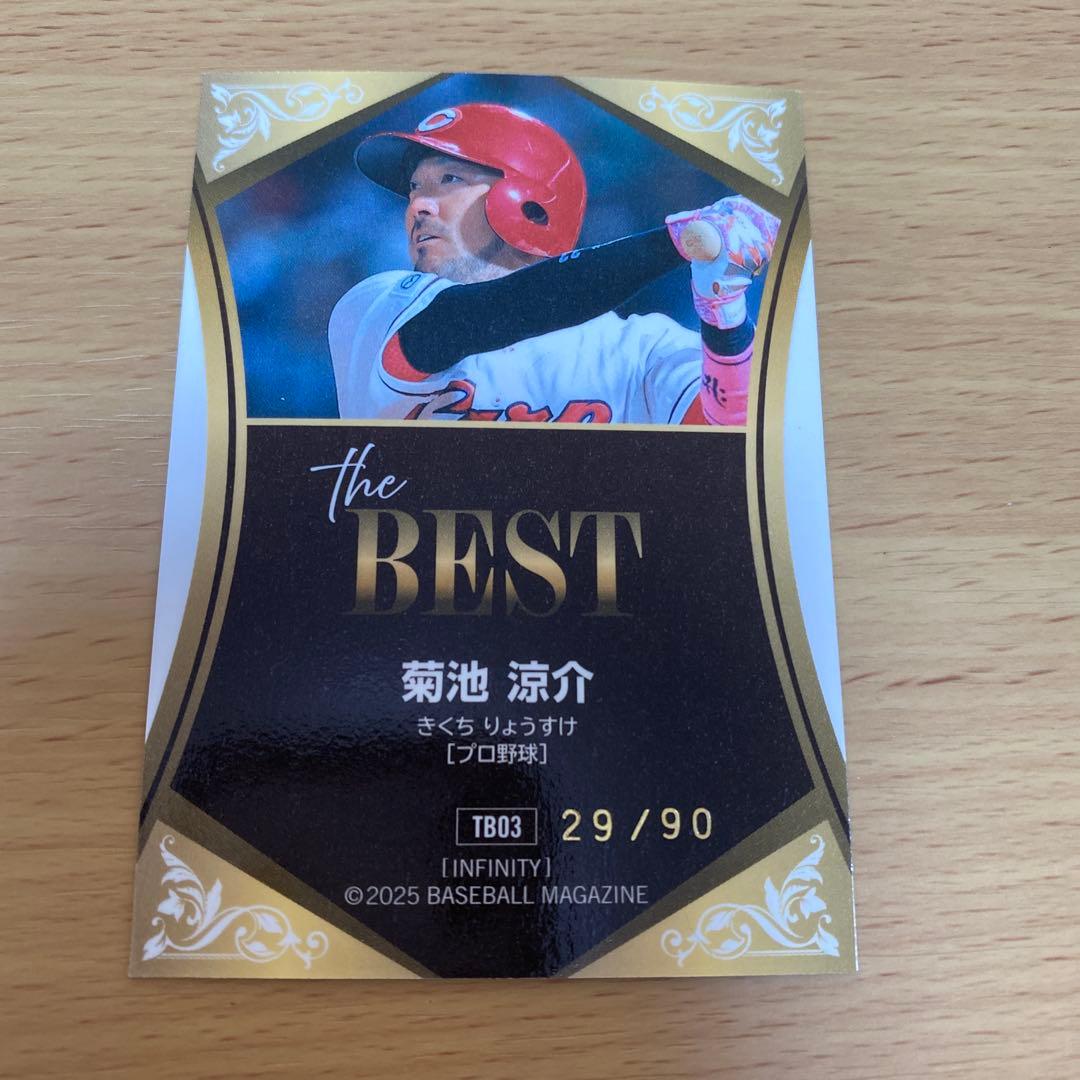 C
Carp
the
BEST
菊池 涼介
きくち りょうすけ
[プロ野球]
TB03 29/90
[INFINITY]
©2025 BASEBALL MAGAZINE